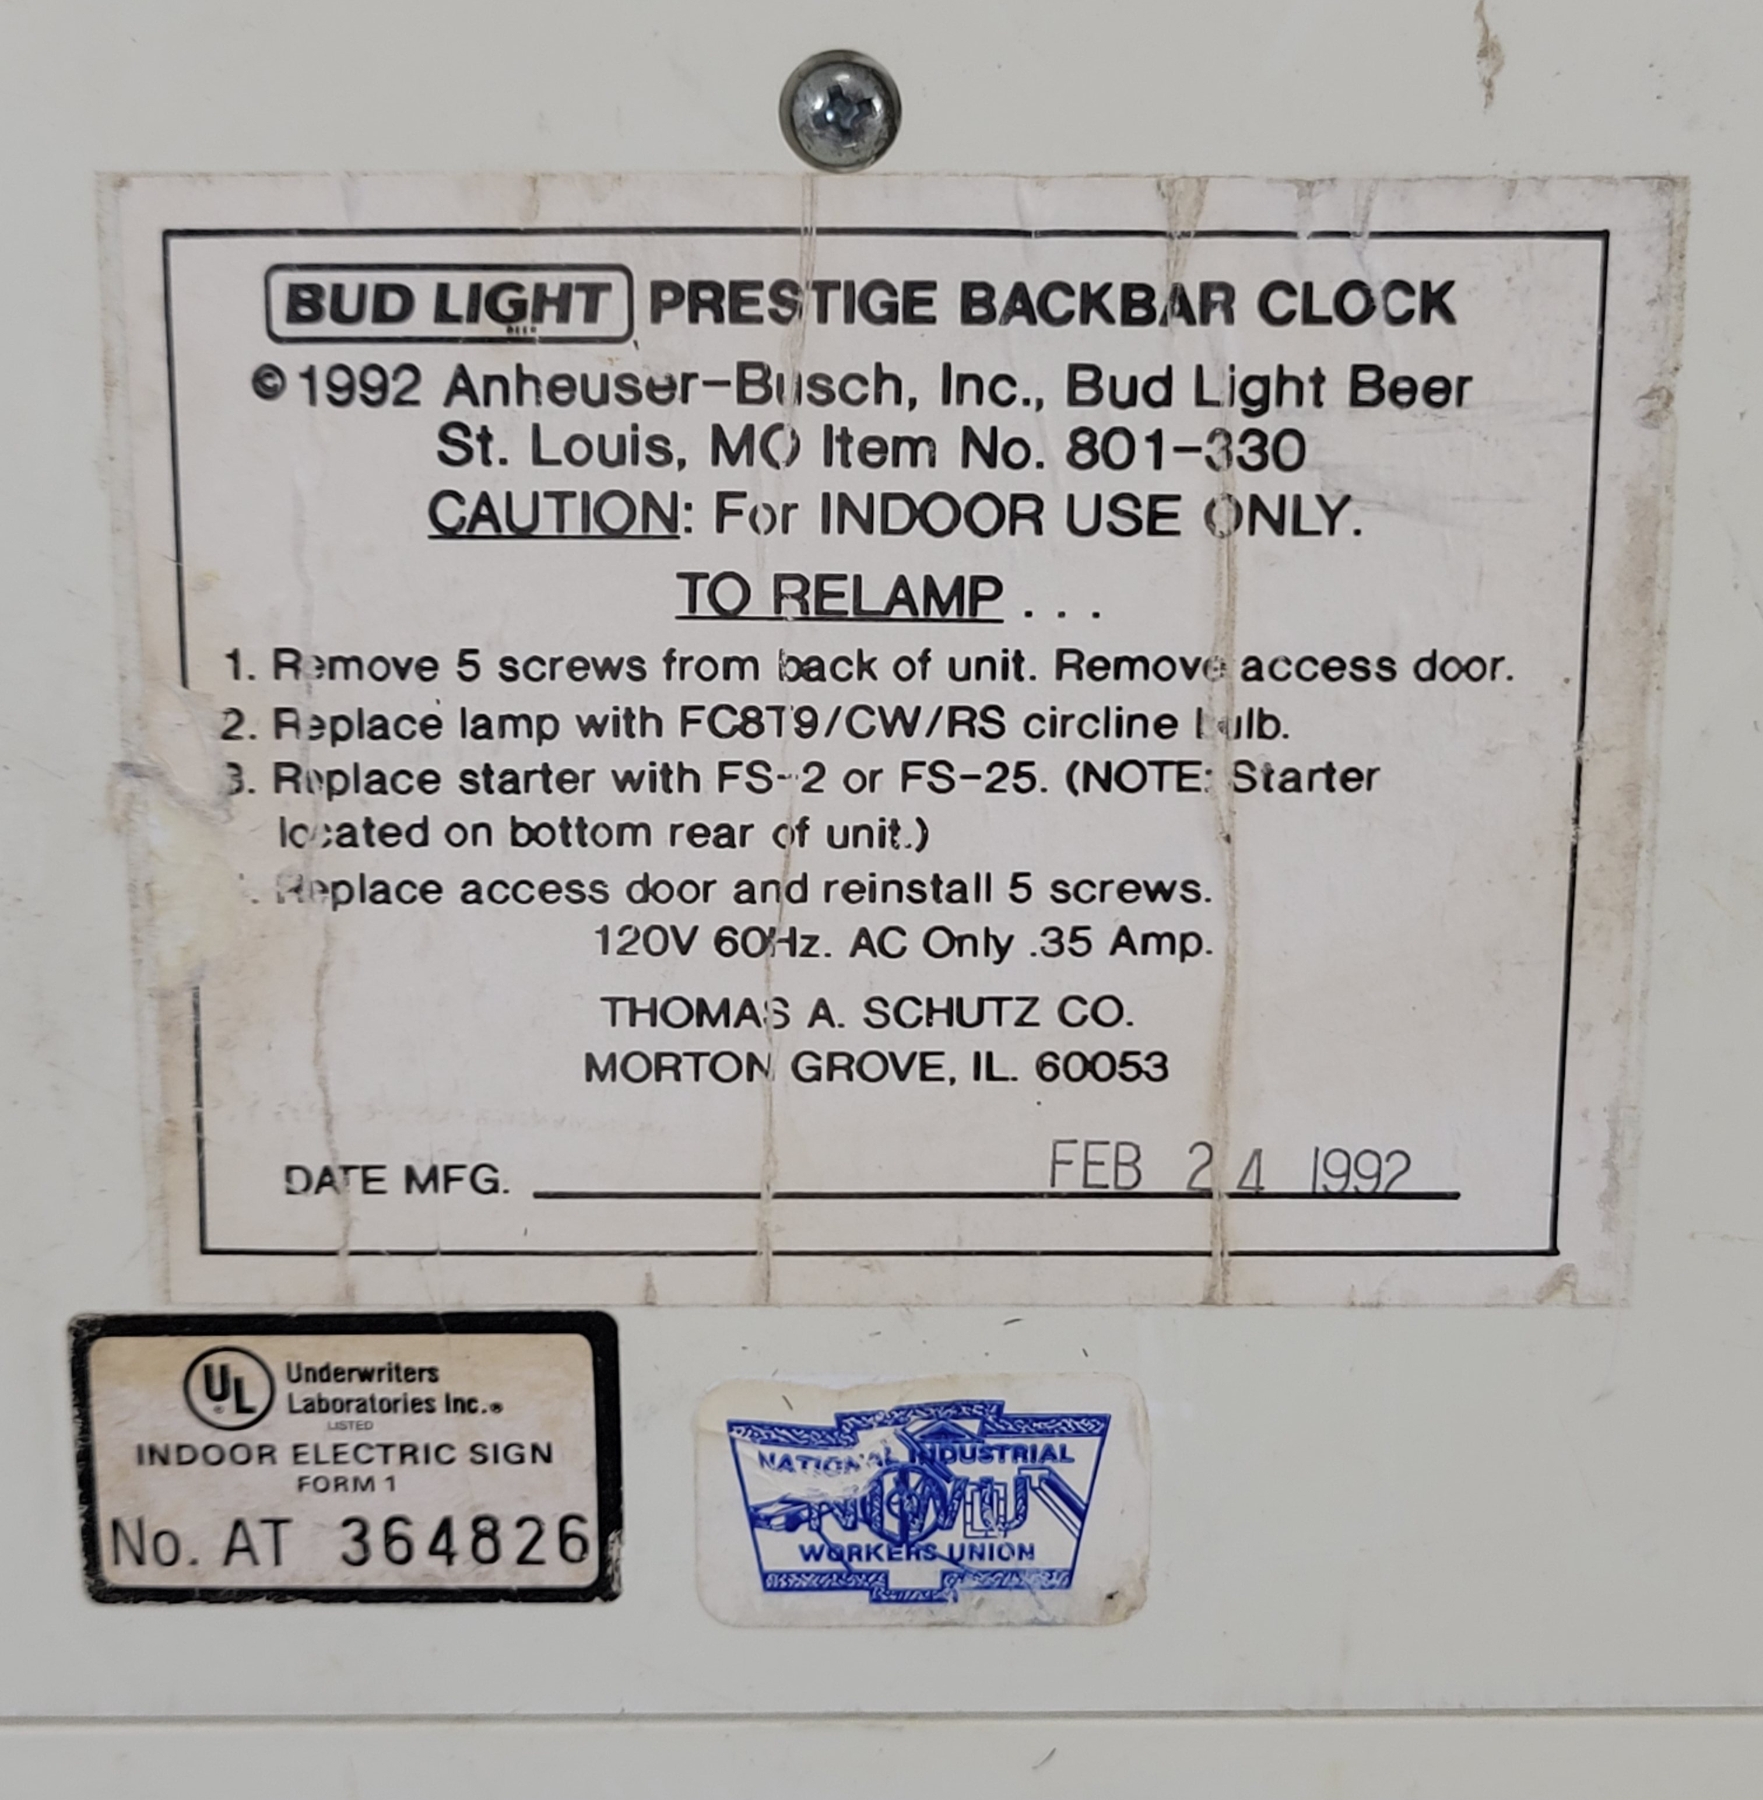 BUD LIGHT PRESTIGE BACKBAR CLOCK
BEER
©1992 Anheuser-Busch, Inc., Bud Light Beer
St. Louis, MO Item No. 801-330
CAUTION: For INDOOR USE ONLY.
TO RELAMP . . .
1. Remove 5 screws from back of unit. Remove access door.
2. Replace lamp with FC8T9/CW/RS circline bulb.
3. Replace starter with FS-2 or FS-25. (NOTE: Starter
located on bottom rear of unit.)
. Replace access door and reinstall 5 screws.
120V 60Hz. AC Only .35 Amp.
THOMAS A. SCHUTZ CO.
MORTON GROVE, IL. 60053
DATE MFG. FEB 24 1992
UL Underwriters
Laboratories Inc.®
LISTED
INDOOR ELECTRIC SIGN
FORM 1
No. AT 364826
NATIONAL INDUSTRIAL
NIWU
WORKERS UNION